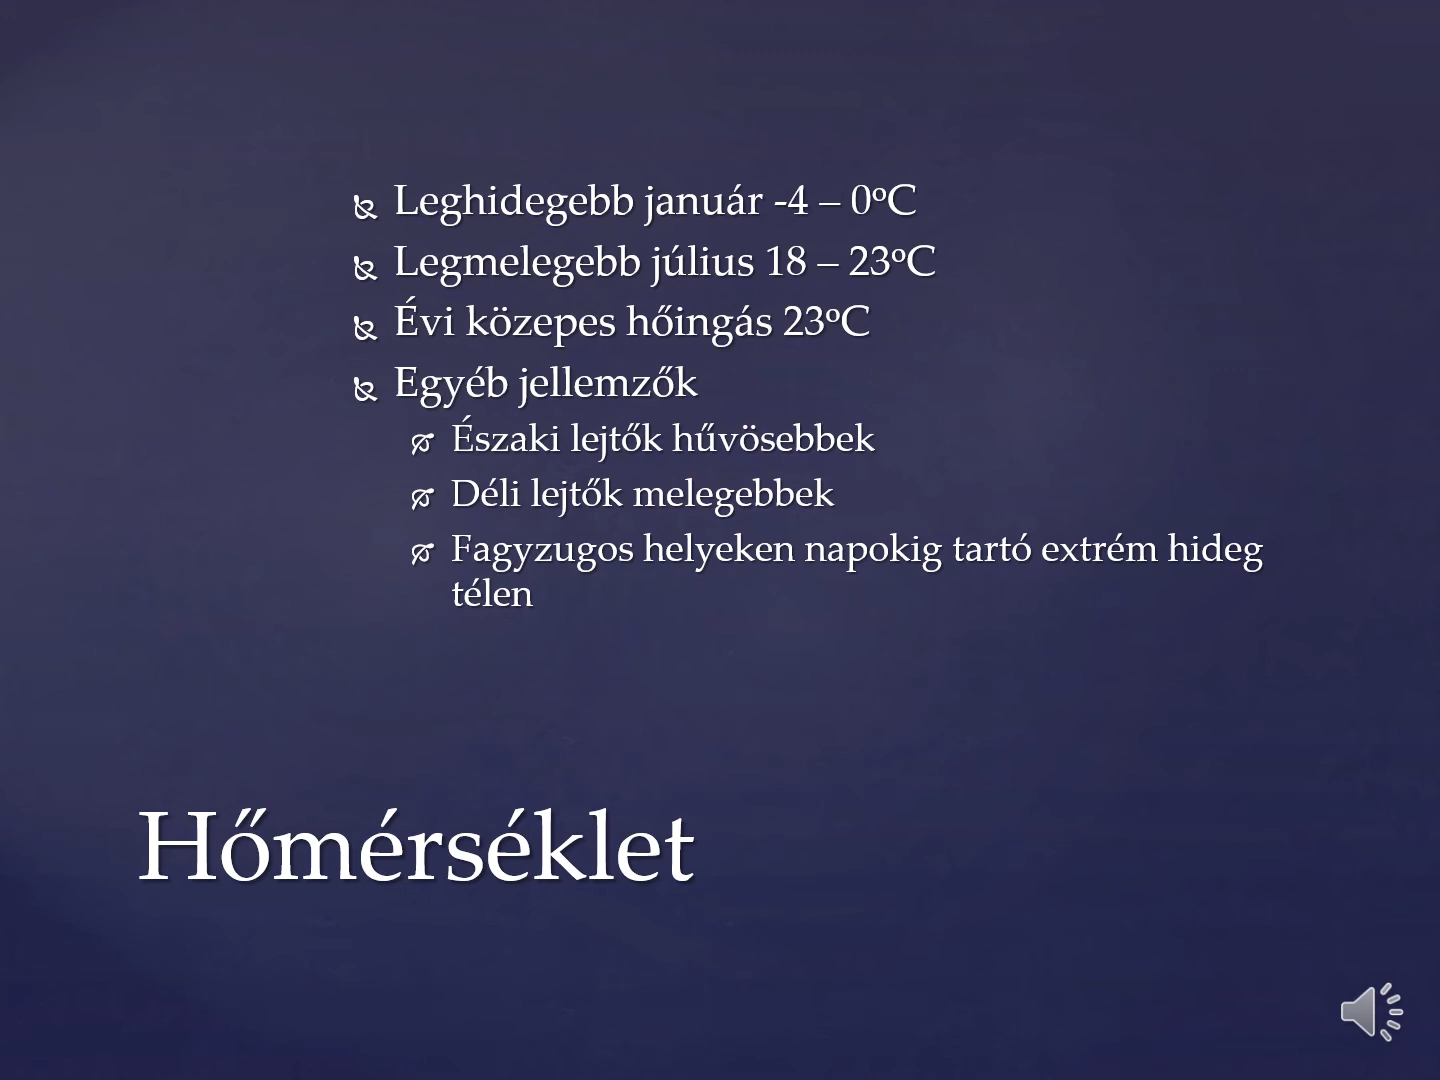 Leghidegebb január -4 – 0ºC
Legmelegebb július 18 – 23ºC
Évi közepes hőingás 23ºC
Egyéb jellemzők
Északi lejtők hűvösebbek
Déli lejtők melegebbek
Fagyzugos helyeken napokig tartó extrém hideg
télen
Hőmérséklet